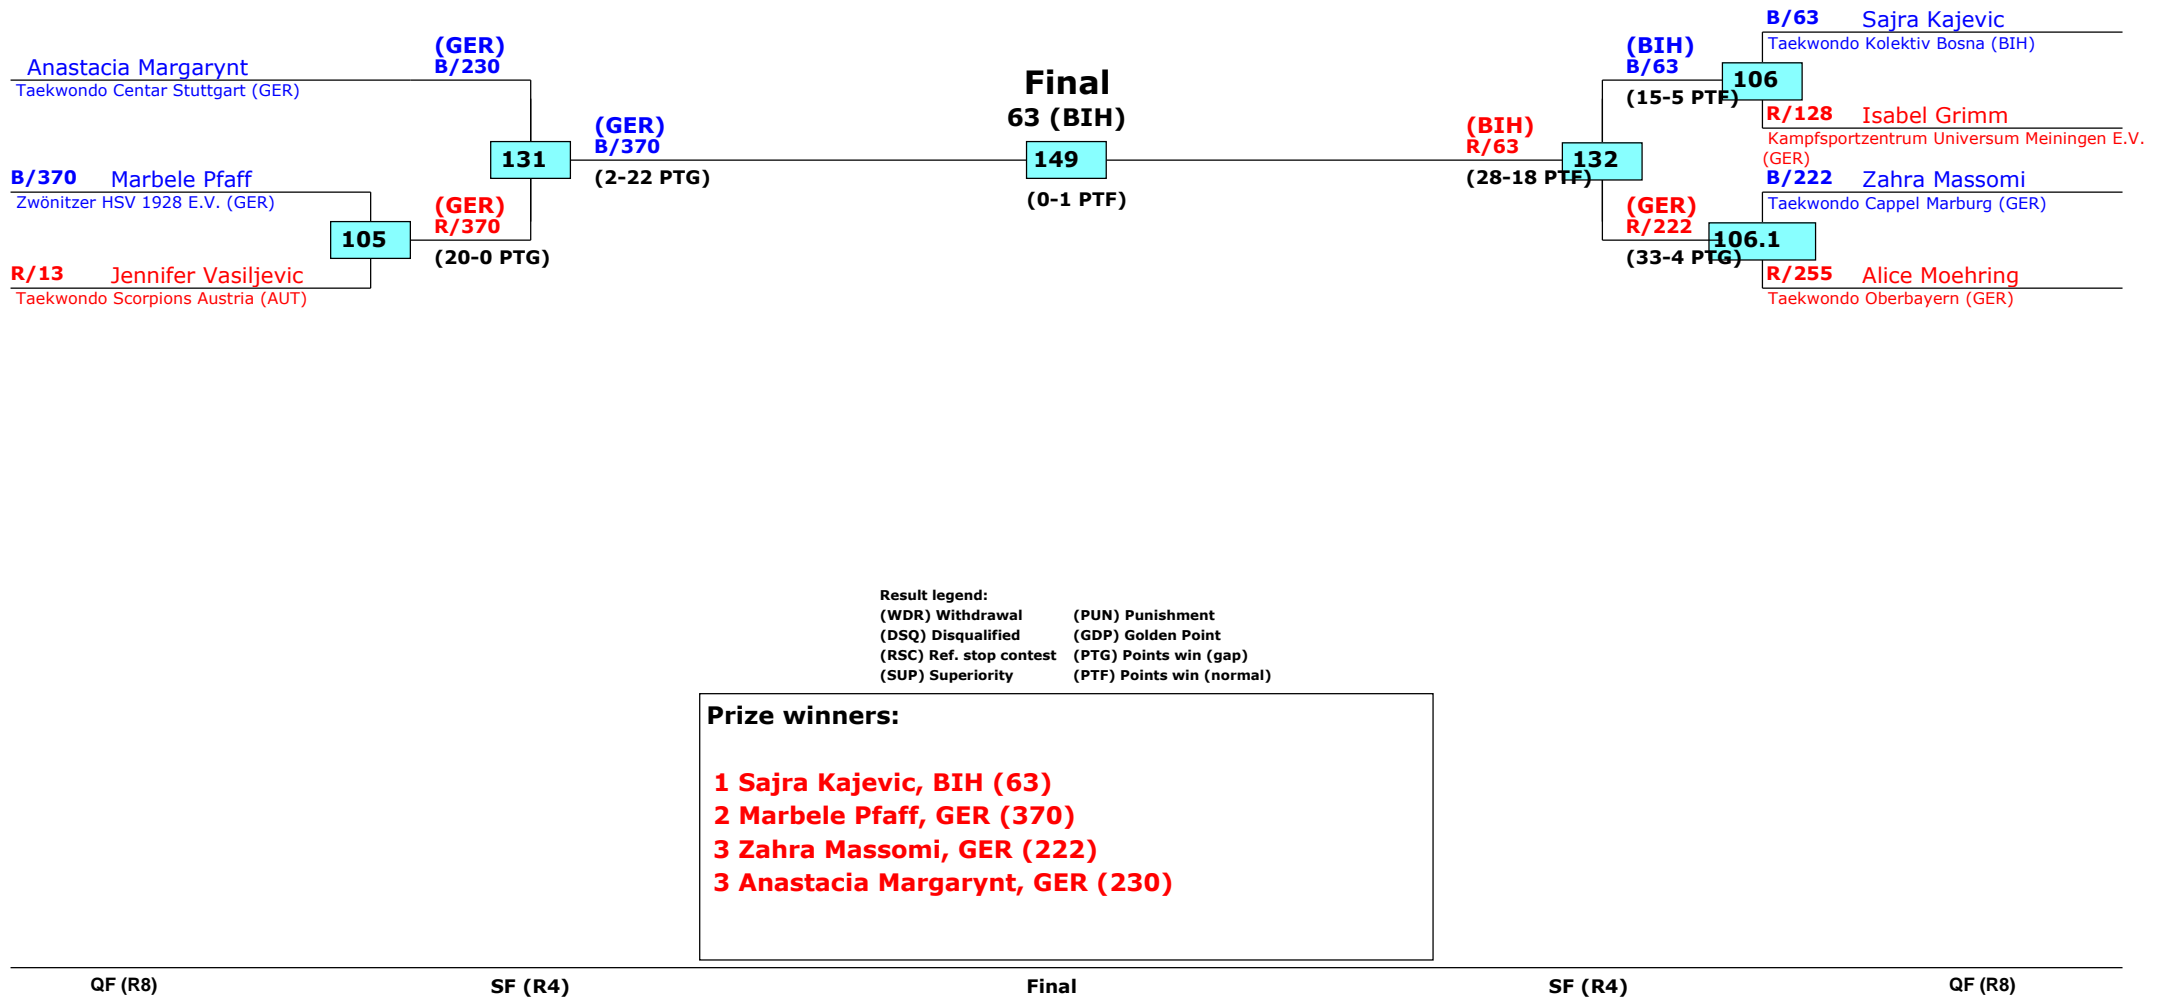 Anastacia Margarynt
Taekwondo Centar Stuttgart (GER)
(GER)
B/230
B/370 Marbele Pfaff
Zwönitzer HSV 1928 E.V. (GER)
105
R/13 Jennifer Vasiljevic
Taekwondo Scorpions Austria (AUT)
(GER)
R/370
(20-0 PTG)
131
(GER)
B/370
(2-22 PTG)
Final
63 (BIH)
149
(0-1 PTF)
(BIH)
R/63
(28-18 PTF)
132
(BIH)
B/63
(15-5 PTF)
106
B/63 Sajra Kajevic
Taekwondo Kolektiv Bosna (BIH)
R/128 Isabel Grimm
Kampfsportzentrum Universum Meiningen E.V.
(GER)
(GER)
R/222
(33-4 PTG)
106.1
B/222 Zahra Massomi
Taekwondo Cappel Marburg (GER)
R/255 Alice Moehring
Taekwondo Oberbayern (GER)
Result legend:
(WDR) Withdrawal (PUN) Punishment
(DSQ) Disqualified (GDP) Golden Point
(RSC) Ref. stop contest (PTG) Points win (gap)
(SUP) Superiority (PTF) Points win (normal)
Prize winners:
1 Sajra Kajevic, BIH (63)
2 Marbele Pfaff, GER (370)
3 Zahra Massomi, GER (222)
3 Anastacia Margarynt, GER (230)
QF (R8) SF (R4) Final SF (R4) QF (R8)